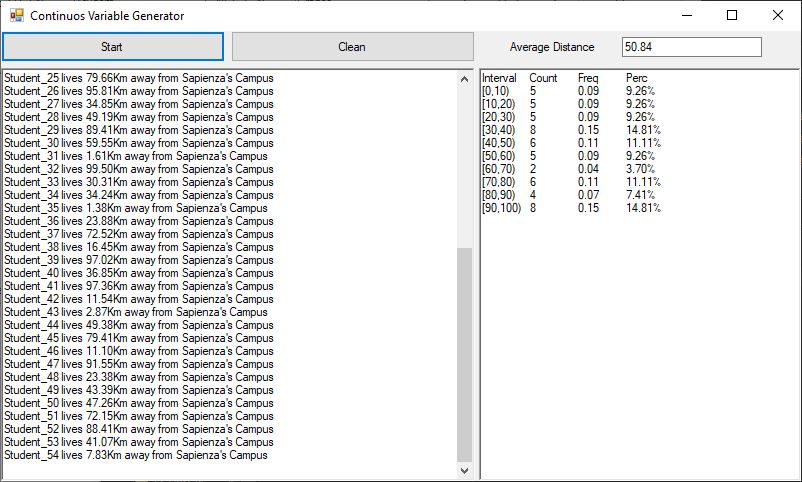 Continuos Variable Generator
Start
Clean
Average Distance
50.84
Student_25 lives 79.66Km away from Sapienza's Campus
Student_26 lives 95.81Km away from Sapienza's Campus
Student_27 lives 34.85Km away from Sapienza's Campus
Student_28 lives 49.19Km away from Sapienza's Campus
Student_29 lives 89.41Km away from Sapienza's Campus
Student_30 lives 59.55Km away from Sapienza's Campus
Student_31 lives 1.61Km away from Sapienza's Campus
Student_32 lives 99.50Km away from Sapienza's Campus
Student_33 lives 30.31Km away from Sapienza's Campus
Student_34 lives 34.24Km away from Sapienza's Campus
Student_35 lives 1.38Km away from Sapienza's Campus
Student_36 lives 23.88Km away from Sapienza's Campus
Student_37 lives 72.52Km away from Sapienza's Campus
Student_38 lives 16.45Km away from Sapienza's Campus
Student_39 lives 97.02Km away from Sapienza's Campus
Student_40 lives 36.85Km away from Sapienza's Campus
Student_41 lives 97.36Km away from Sapienza's Campus
Student_42 lives 11.54Km away from Sapienza's Campus
Student_43 lives 2.87Km away from Sapienza's Campus
Student_44 lives 49.38Km away from Sapienza's Campus
Student_45 lives 79.41Km away from Sapienza's Campus
Student_46 lives 11.10Km away from Sapienza's Campus
Student_47 lives 91.55Km away from Sapienza's Campus
Student_48 lives 23.38Km away from Sapienza's Campus
Student_49 lives 43.39Km away from Sapienza's Campus
Student_50 lives 47.26Km away from Sapienza's Campus
Student_51 lives 72.15Km away from Sapienza's Campus
Student_52 lives 88.41Km away from Sapienza's Campus
Student_53 lives 41.07Km away from Sapienza's Campus
Student_54 lives 7.83Km away from Sapienza's Campus
Interval Count Freq Perc
[0,10) 5 0.09 9.26%
[10,20) 5 0.09 9.26%
[20,30) 5 0.09 9.26%
[30,40) 8 0.15 14.81%
[40,50) 6 0.11 11.11%
[50,60) 5 0.09 9.26%
[60,70) 2 0.04 3.70%
[70,80) 6 0.11 11.11%
[80,90) 4 0.07 7.41%
[90,100) 8 0.15 14.81%